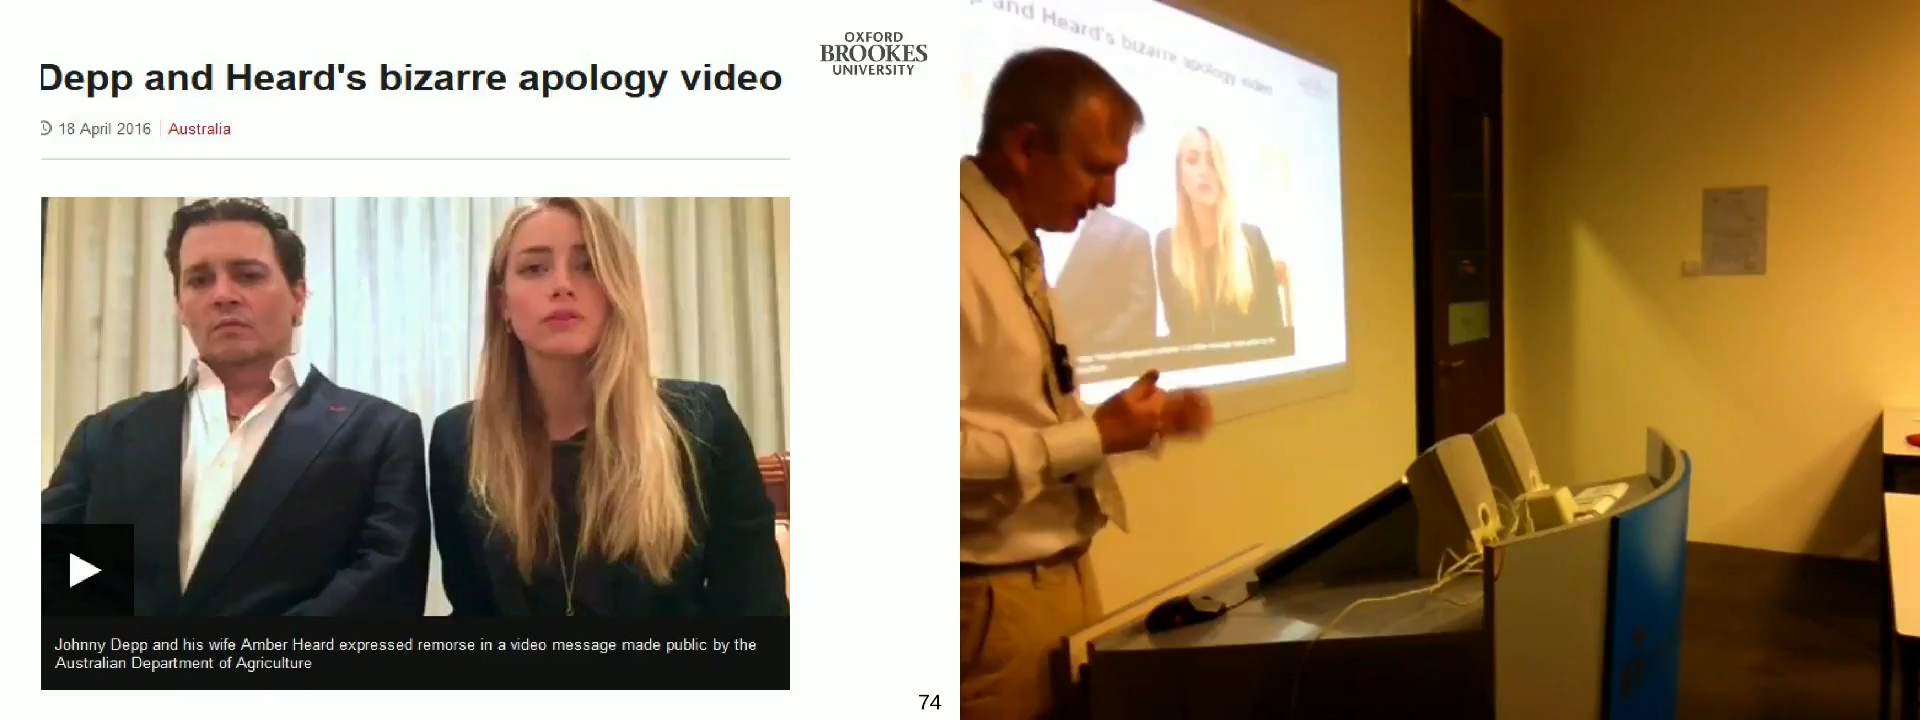 Depp and Heard's bizarre apology video
OXFORD
BROOKES
UNIVERSITY
18 April 2016
Australia
Johnny Depp and his wife Amber Heard expressed remorse in a video message made public by the
Australian Department of Agriculture
74
and Heard's bizarre apology video